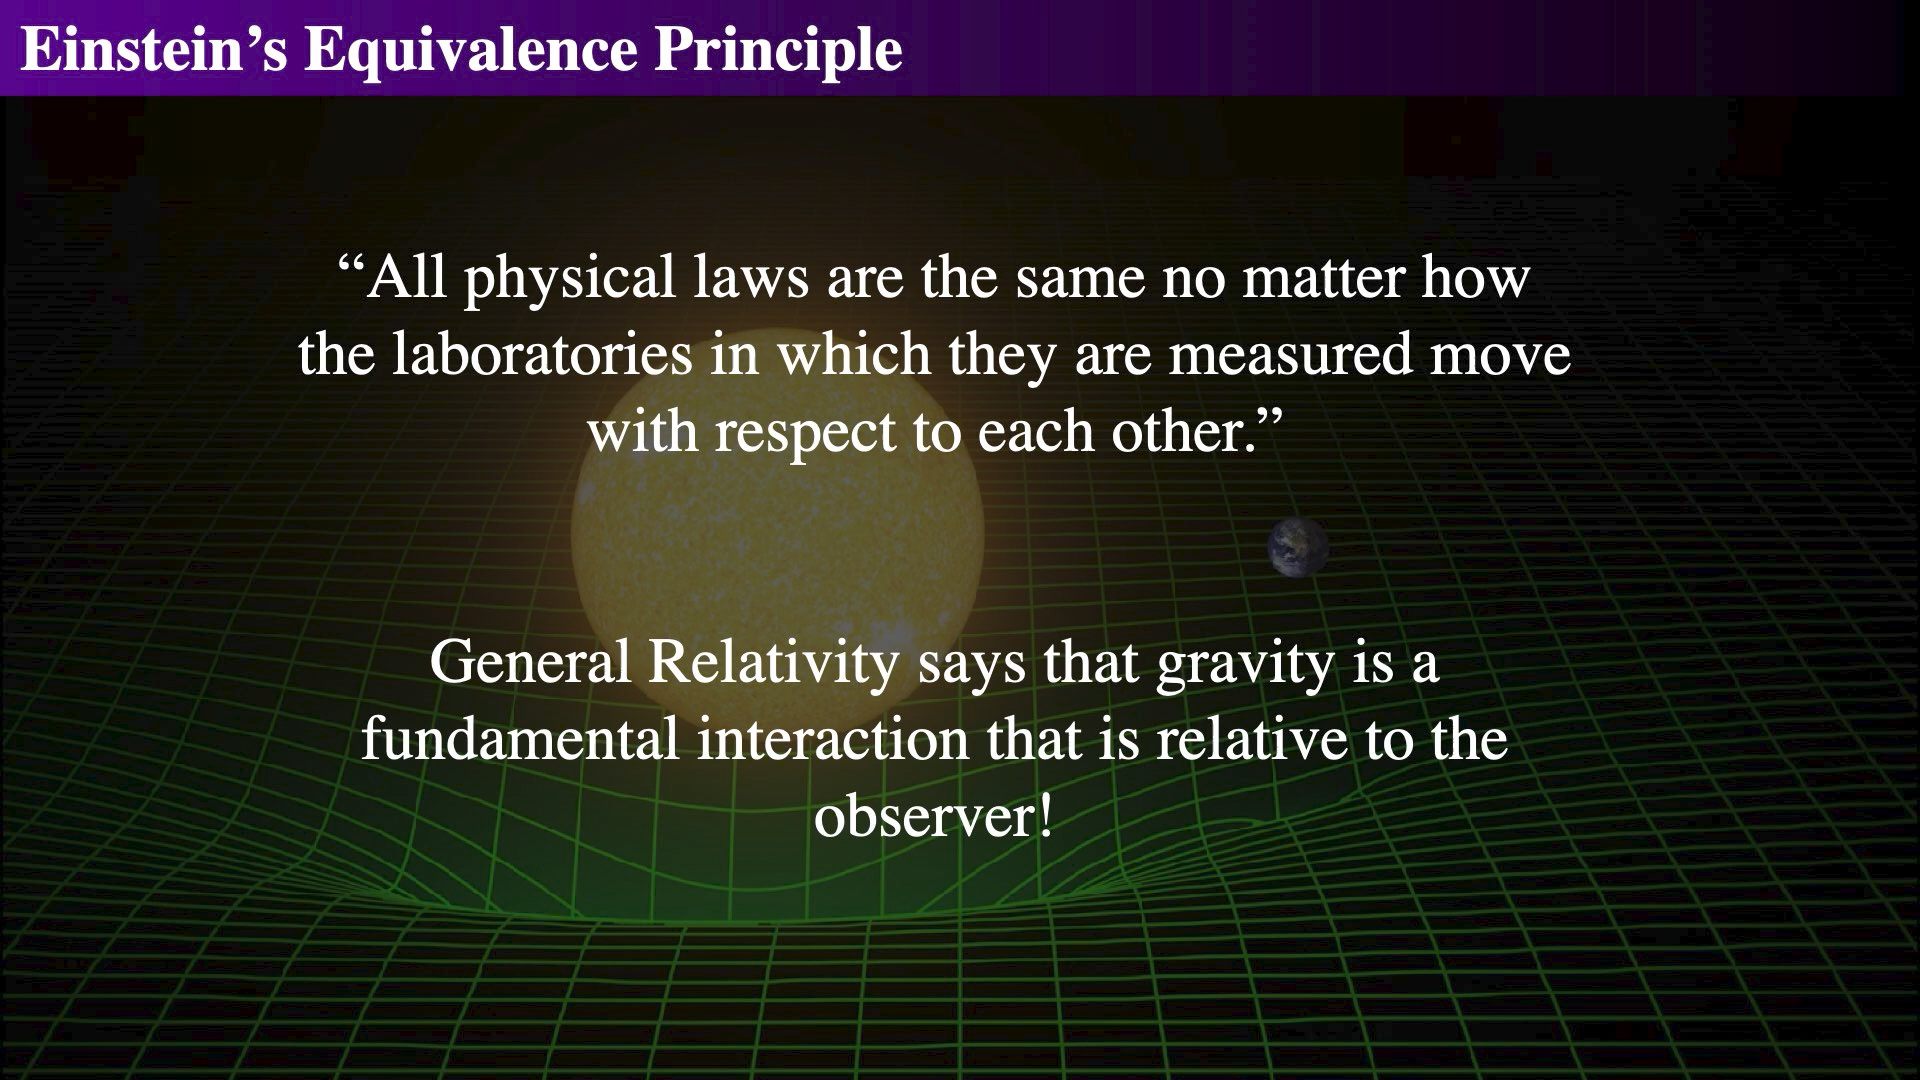 Einstein’s Equivalence Principle
“All physical laws are the same no matter how
the laboratories in which they are measured move
with respect to each other.”
General Relativity says that gravity is a
fundamental interaction that is relative to the
observer!